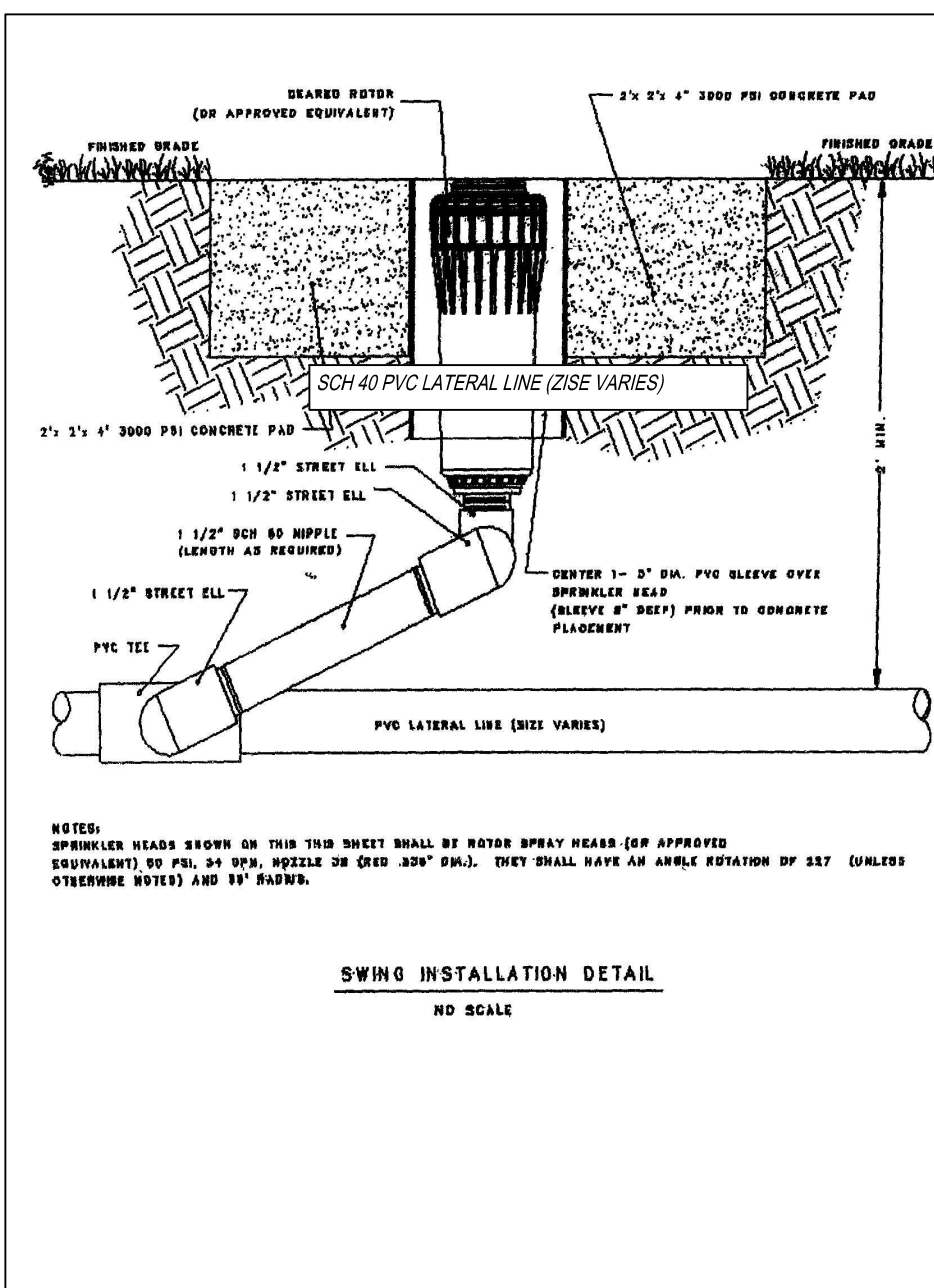 GEARED ROTOR
(OR APPROVED EQUIVALENT)
2'x 2'x 4" 3000 PSI CONCRETE PAD
FINISHED GRADE
FINISHED GRADE
SCH 40 PVC LATERAL LINE (ZISE VARIES)
2'x 2'x 4' 3000 PSI CONCRETE PAD
2' MIN.
1 1/2" STREET ELL
1 1/2" STREET ELL
1 1/2" SCH 80 NIPPLE
(LENGTH AS REQUIRED)
1 1/2" STREET ELL
PVC TEE
CENTER 1- DIA. PVC SLEEVE OVER
SPRINKLER HEAD
(SLEEVE DEEP) PRIOR TO CONCRETE
PLACEMENT
PVC LATERAL LINE (SIZE VARIES)
NOTES:
SPRINKLER HEADS SHOWN ON THIS THIS SHEET SHALL BE ROTOR SPRAY HEADS (OR APPROVED
EQUIVALENT) PSI, 34 GPM, NOZZLE (RED DIA.). THEY SHALL HAVE AN ANGLE ROTATION OF (UNLESS
OTHERWISE NOTES) AND RADIUS.
SWING INSTALLATION DETAIL
NO SCALE